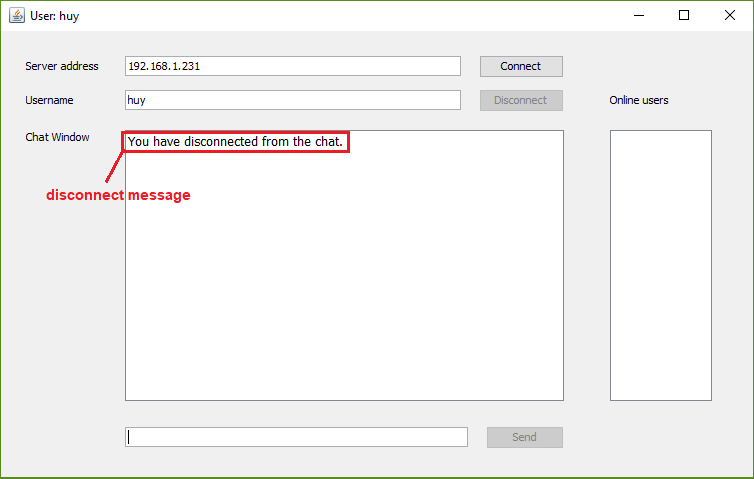 User: huy
Server address 192.168.1.231 Connect
Username huy Disconnect Online users
Chat Window You have disconnected from the chat.
disconnect message
Send